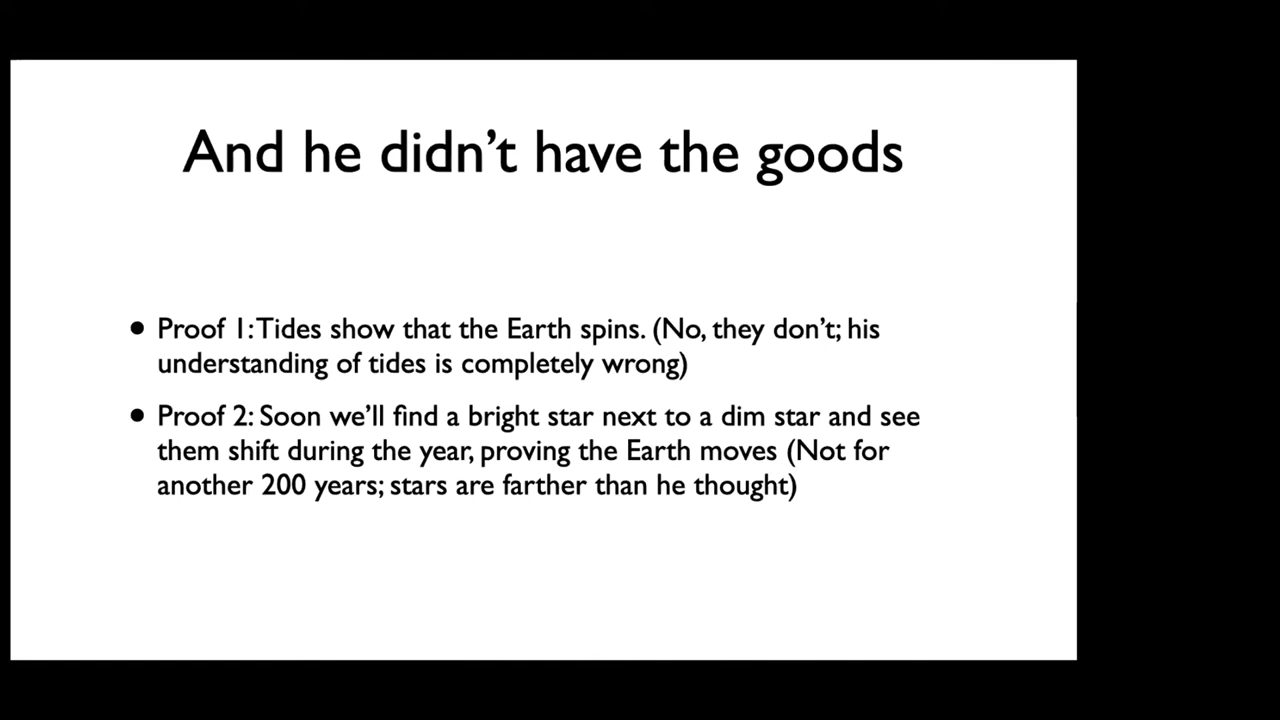 And he didn’t have the goods
• Proof 1: Tides show that the Earth spins. (No, they don’t; his
understanding of tides is completely wrong)
• Proof 2: Soon we’ll find a bright star next to a dim star and see
them shift during the year, proving the Earth moves (Not for
another 200 years; stars are farther than he thought)